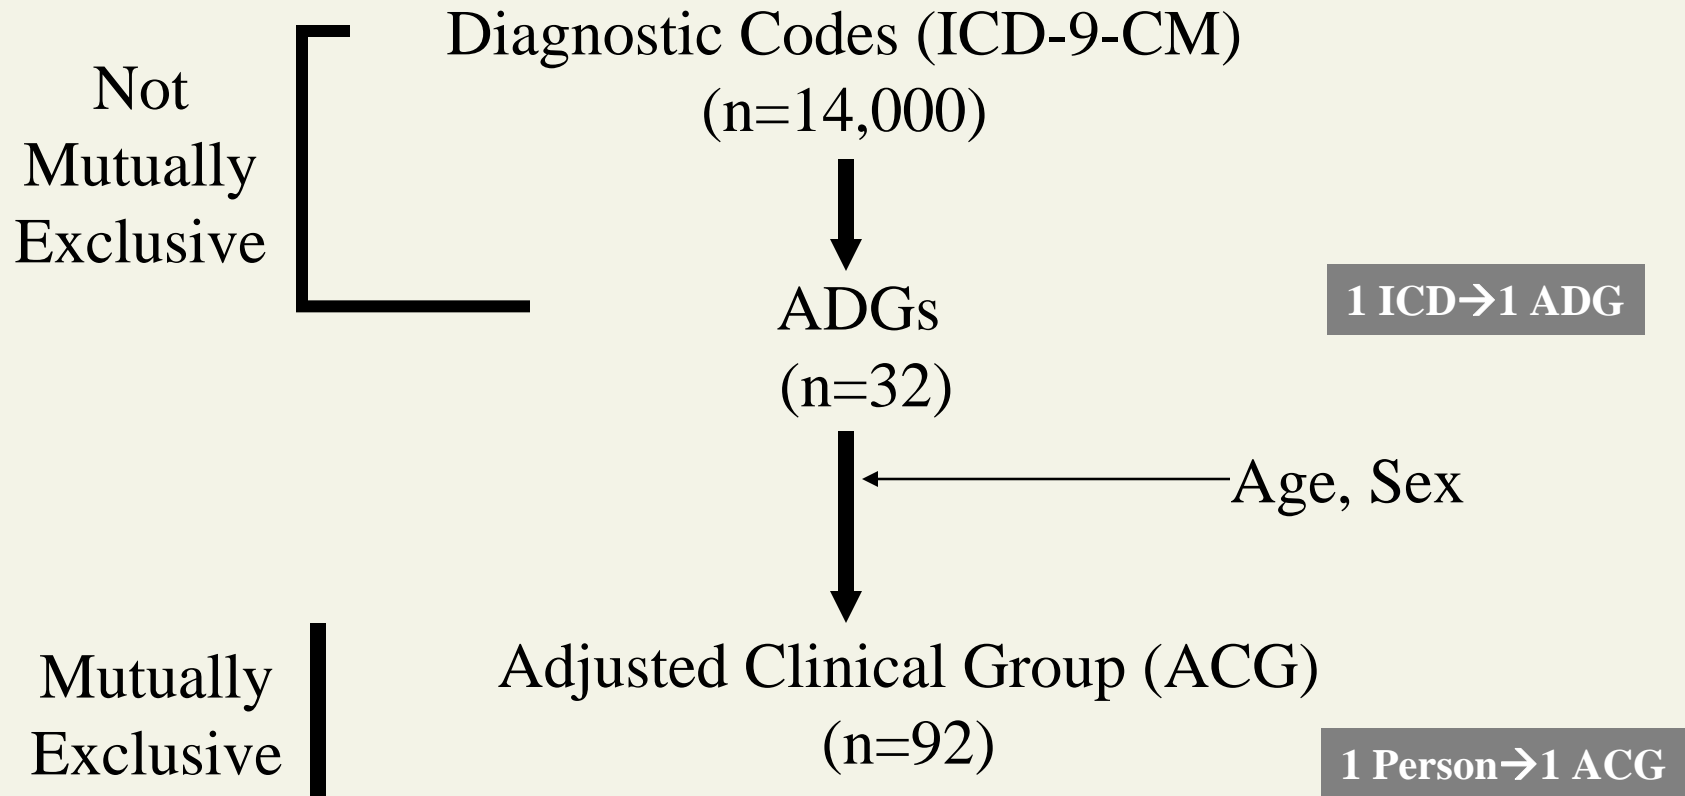 Diagnostic Codes (ICD-9-CM)
(n=14,000)
Not
Mutually
Exclusive
ADGs
(n=32)
1 ICD→1 ADG
Age, Sex
Adjusted Clinical Group (ACG)
(n=92)
Mutually
Exclusive
1 Person→1 ACG